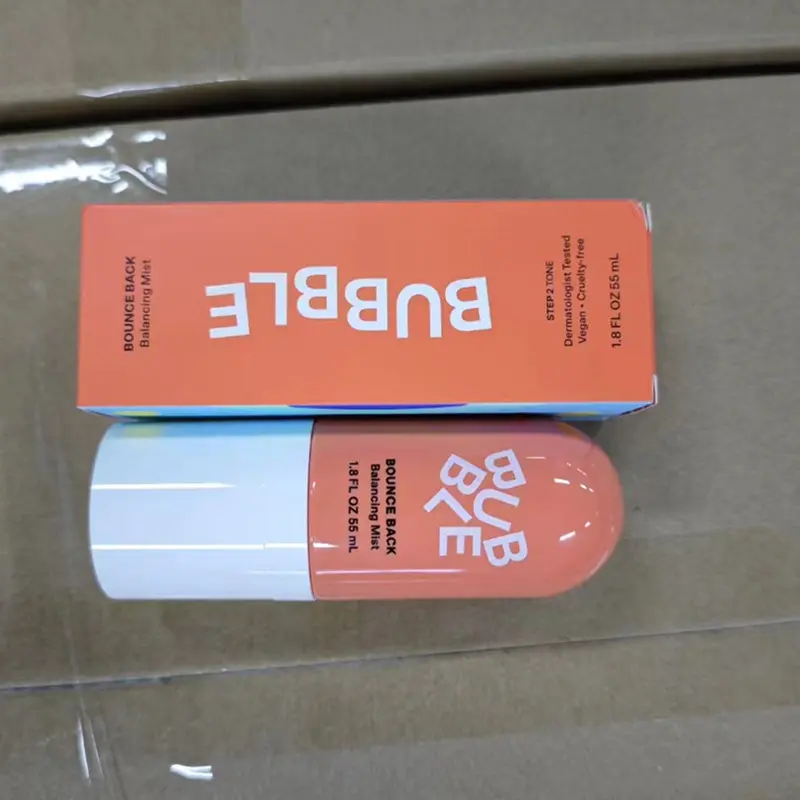 BOUNCE BACK
Balancing Mist
BUBBLE
STEP 2 TONE
Dermatologist Tested
Vegan • Cruelty-free
1.8 FL OZ 55 mL
BUB
BLE
BOUNCE BACK
Balancing Mist
1.8 FL OZ 55 mL